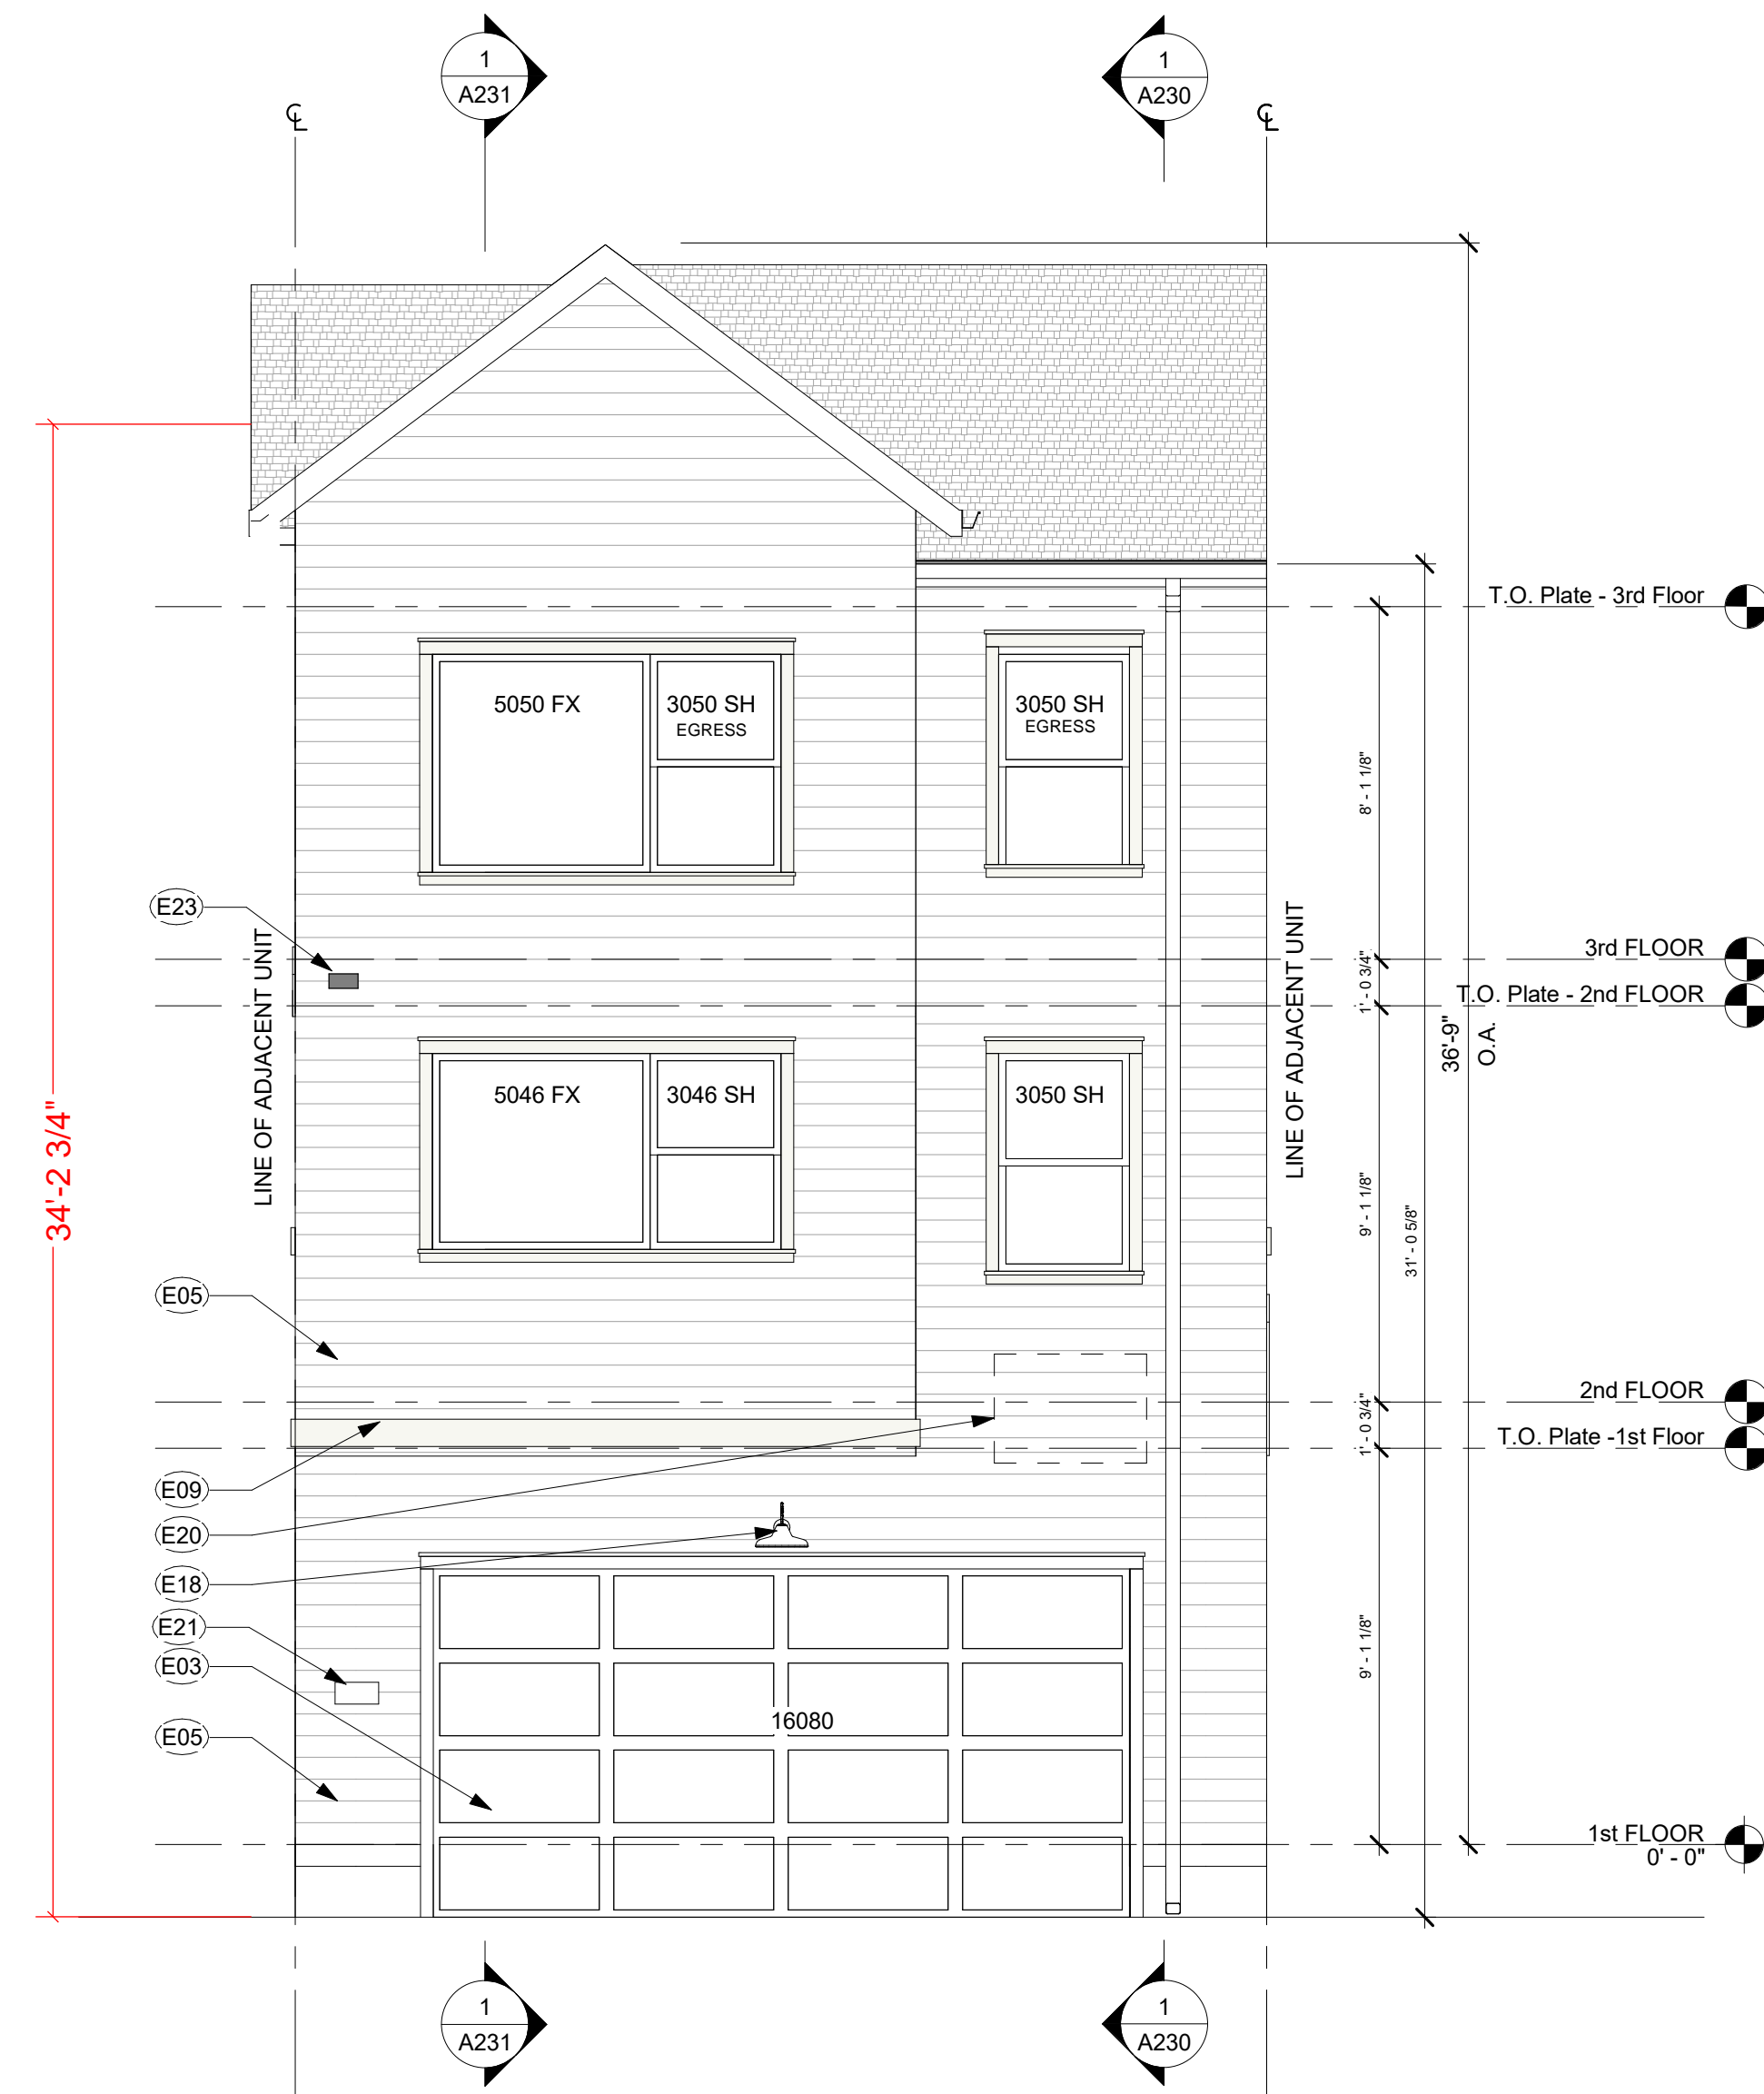 1
A231
1
A230
℄
℄
T.O. Plate - 3rd Floor
5050 FX
3050 SH
EGRESS
3050 SH
EGRESS
8' - 1 1/8"
E23
3rd FLOOR
1' - 0 3/4"
T.O. Plate - 2nd FLOOR
LINE OF ADJACENT UNIT
LINE OF ADJACENT UNIT
36'-9"
O.A.
34'-2 3/4"
5046 FX
3046 SH
3050 SH
9' - 1 1/8"
31' - 0 5/8"
E05
2nd FLOOR
1' - 0 3/4"
T.O. Plate -1st Floor
E09
E20
E18
E21
E03
9' - 1 1/8"
16080
E05
1st FLOOR
0' - 0"
1
A231
1
A230